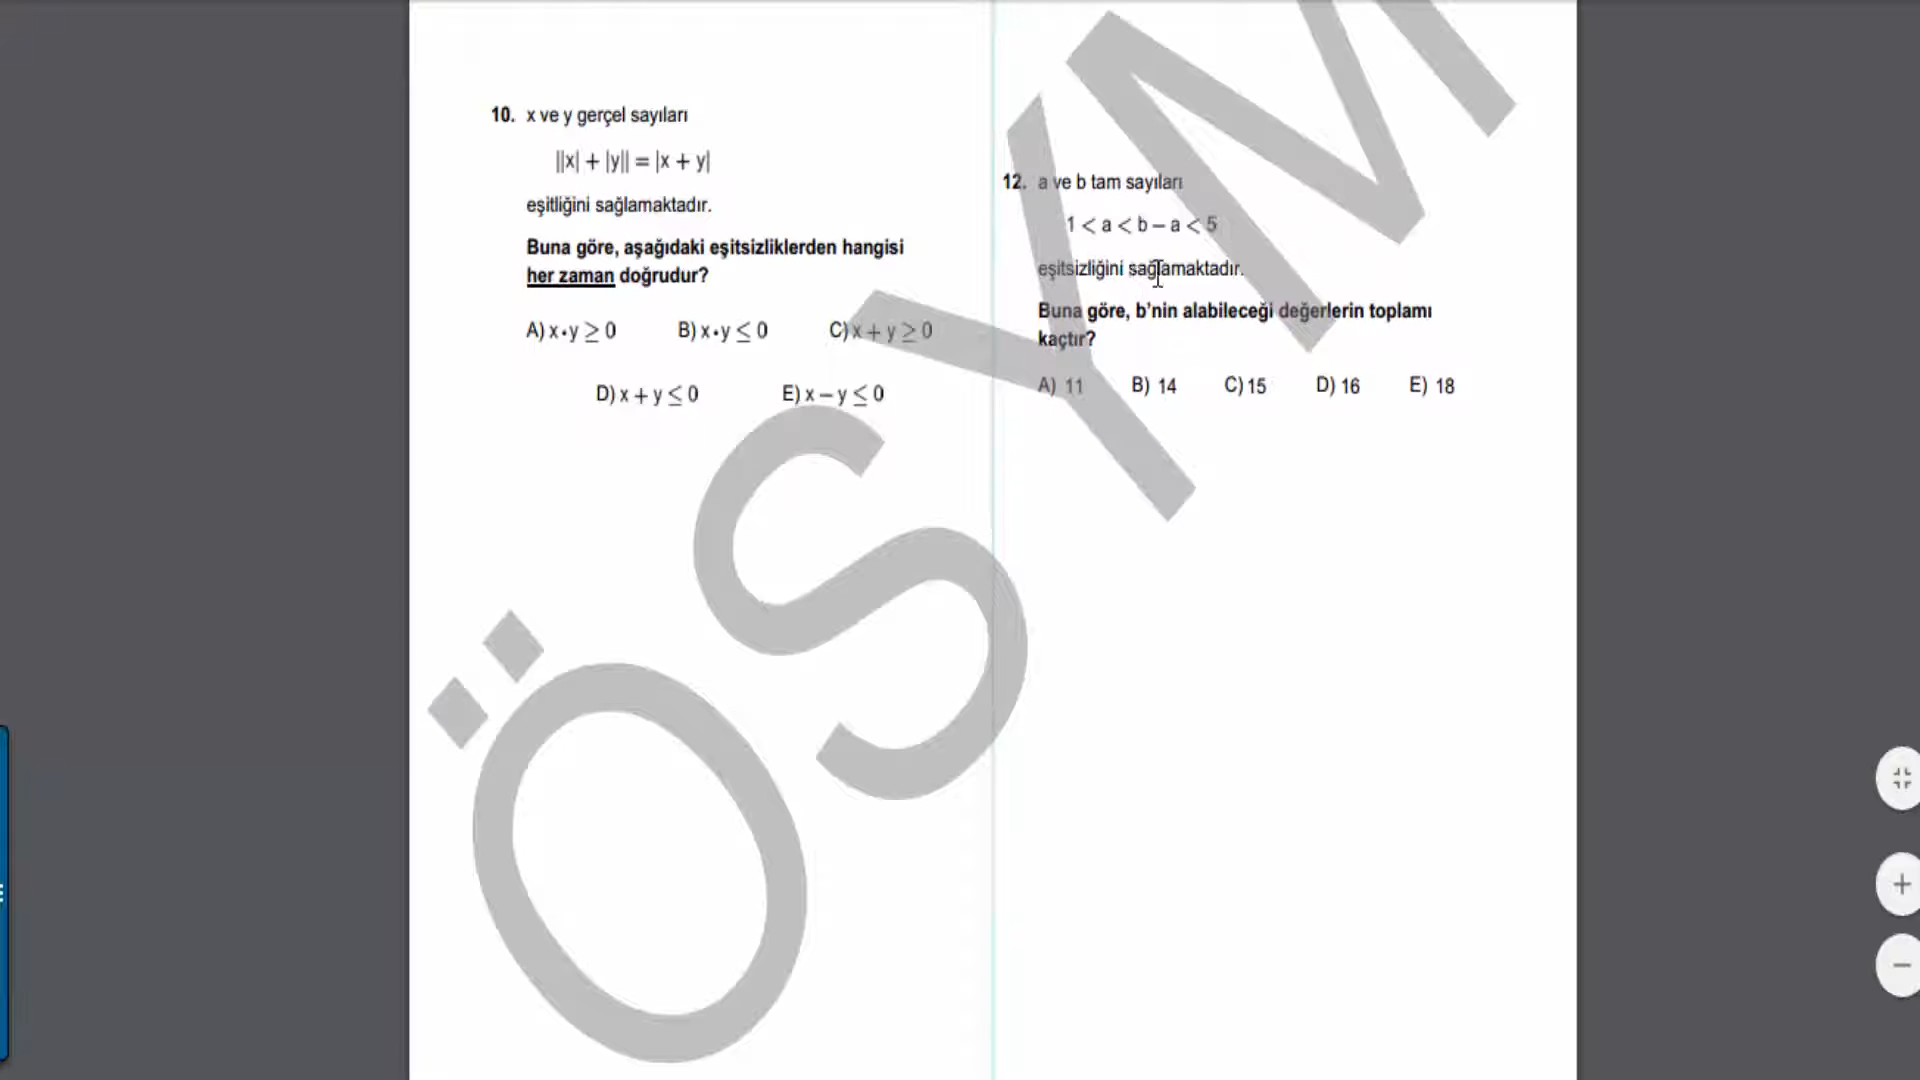 10. x ve y gerçel sayıları
||x| + |y|| = |x + y|
eşitliğini sağlamaktadır.
Buna göre, aşağıdaki eşitsizliklerden hangisi
her zaman doğrudur?
A) x•y ≥ 0 B) x•y ≤ 0 C) x + y ≥ 0
D) x + y ≤ 0 E) x – y ≤ 0
12. a ve b tam sayıları
1 < a < b – a < 5
eşitsizliğini sağlamaktadır.
Buna göre, b’nin alabileceği değerlerin toplamı
kaçtır?
A) 11 B) 14 C) 15 D) 16 E) 18
ÖSYM